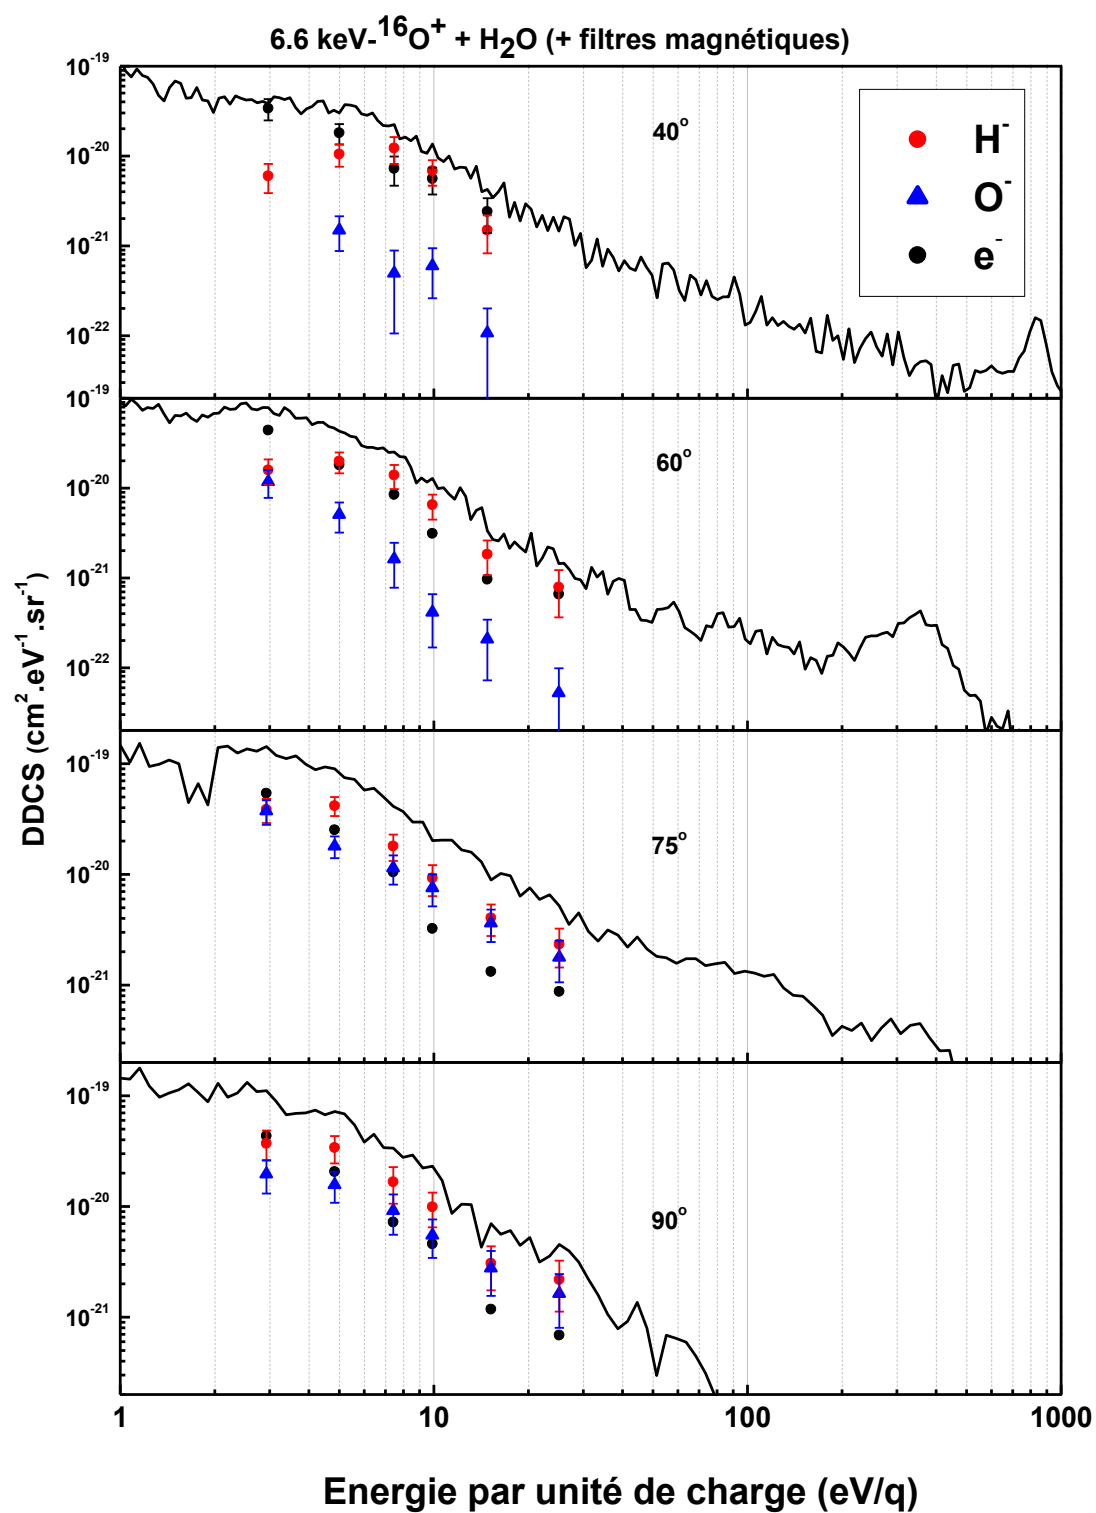 6.6 keV-¹⁶O⁺ + H₂O (+ filtres magnétiques)
10⁻¹⁹
40°
H⁻
10⁻²⁰
O⁻
10⁻²¹
e⁻
10⁻²²
10⁻¹⁹
60°
10⁻²⁰
10⁻²¹
10⁻²²
DDCS (cm².eV⁻¹.sr⁻¹)
10⁻¹⁹
75°
10⁻²⁰
10⁻²¹
10⁻¹⁹
10⁻²⁰
90°
10⁻²¹
1 10 100 1000
Energie par unité de charge (eV/q)